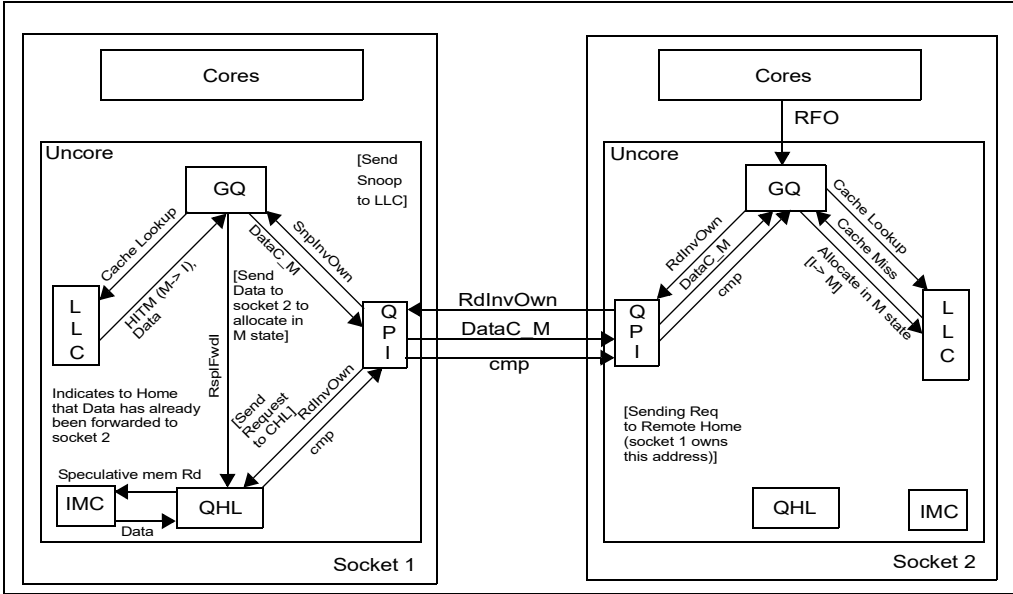 Cores
Uncore
GQ
[Send
Snoop
to LLC]
Cache Lookup
HITM (M-> I),
Data
DataC_M
SnpInvOwn
[Send
Data to
socket 2 to
allocate in
M state]
RspIFwdI
L
L
C
Q
P
I
Indicates to Home
that Data has already
been forwarded to
socket 2
[Send
Request
to CHL]
RdInvOwn
cmp
Speculative mem Rd
IMC
Data
QHL
Socket 1
RdInvOwn
DataC_M
cmp
Cores
RFO
Uncore
GQ
RdInvOwn
DataC_M
cmp
Cache Lookup
Cache Miss
Allocate in M state
[I-> M]
Q
P
I
L
L
C
[Sending Req
to Remote Home
(socket 1 owns
this address)]
QHL
IMC
Socket 2